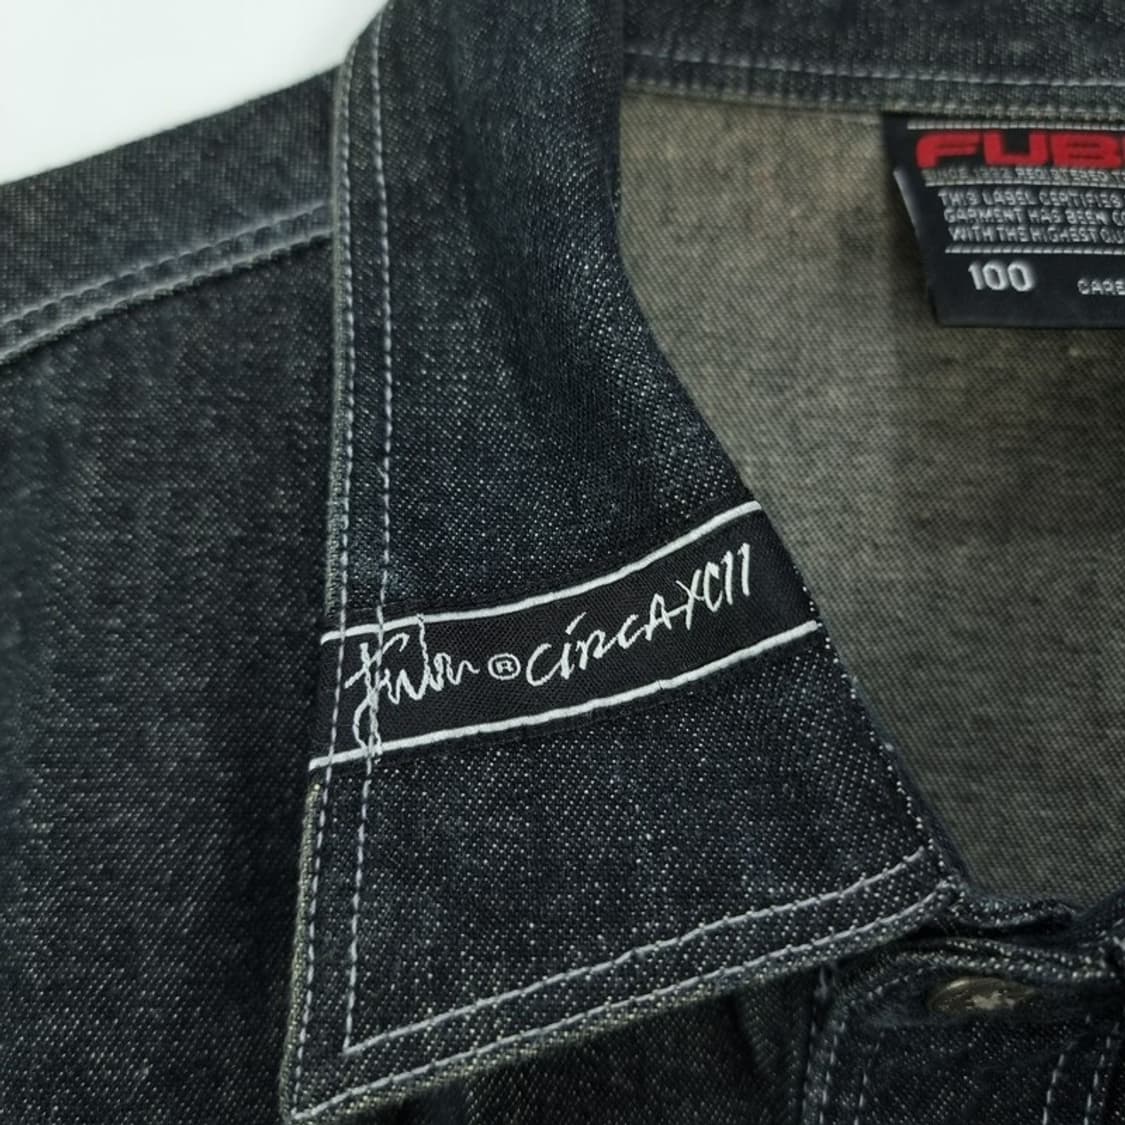 FUB
SINCE 1992 REGISTERED
THIS LABEL CERTIFIES
GARMENT HAS BEEN CO
WITH THE HIGHEST QU
100
CARE
Fubu ® CIRCA XCII